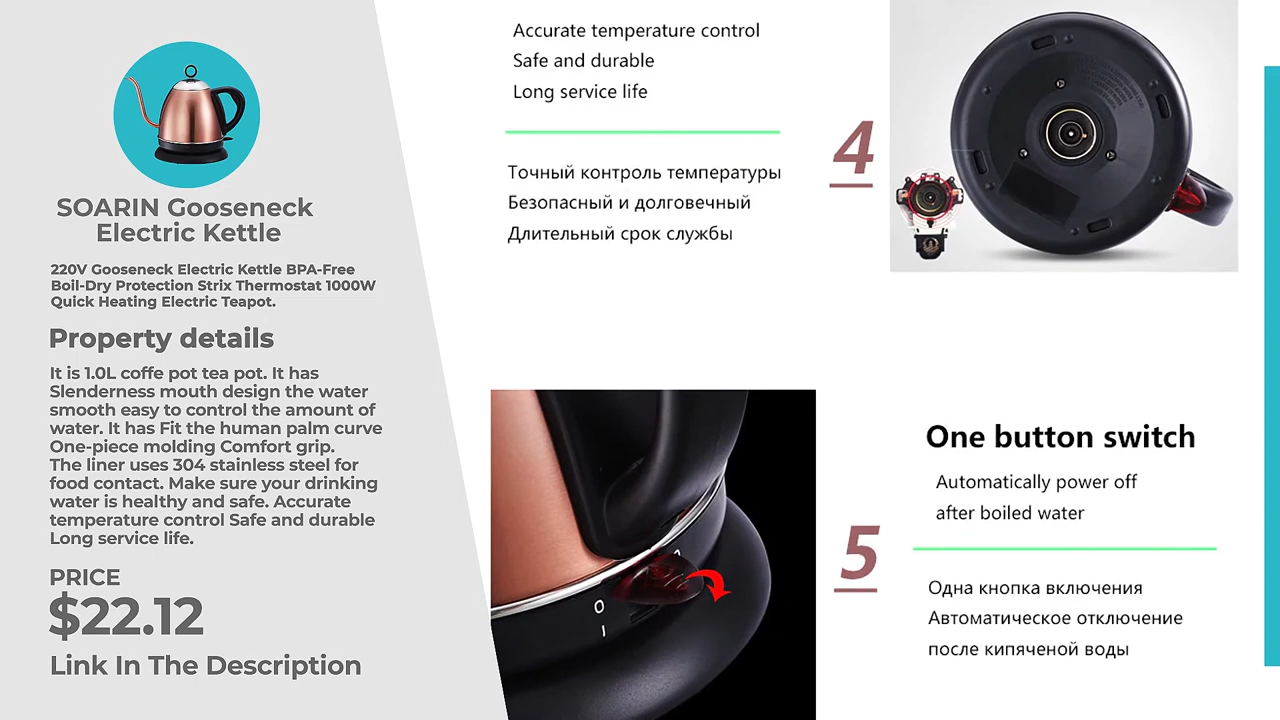 SOARIN Gooseneck
Electric Kettle
220V Gooseneck Electric Kettle BPA-Free
Boil-Dry Protection Strix Thermostat 1000W
Quick Heating Electric Teapot.
Property details
It is 1.0L coffe pot tea pot. It has
Slenderness mouth design the water
smooth easy to control the amount of
water. It has Fit the human palm curve
One-piece molding Comfort grip.
The liner uses 304 stainless steel for
food contact. Make sure your drinking
water is healthy and safe. Accurate
temperature control Safe and durable
Long service life.
PRICE
$22.12
Link In The Description
Accurate temperature control
Safe and durable
Long service life
Точный контроль температуры
Безопасный и долговечный
Длительный срок службы
4
One button switch
Automatically power off
after boiled water
5
Одна кнопка включения
Автоматическое отключение
после кипяченой воды
0
I